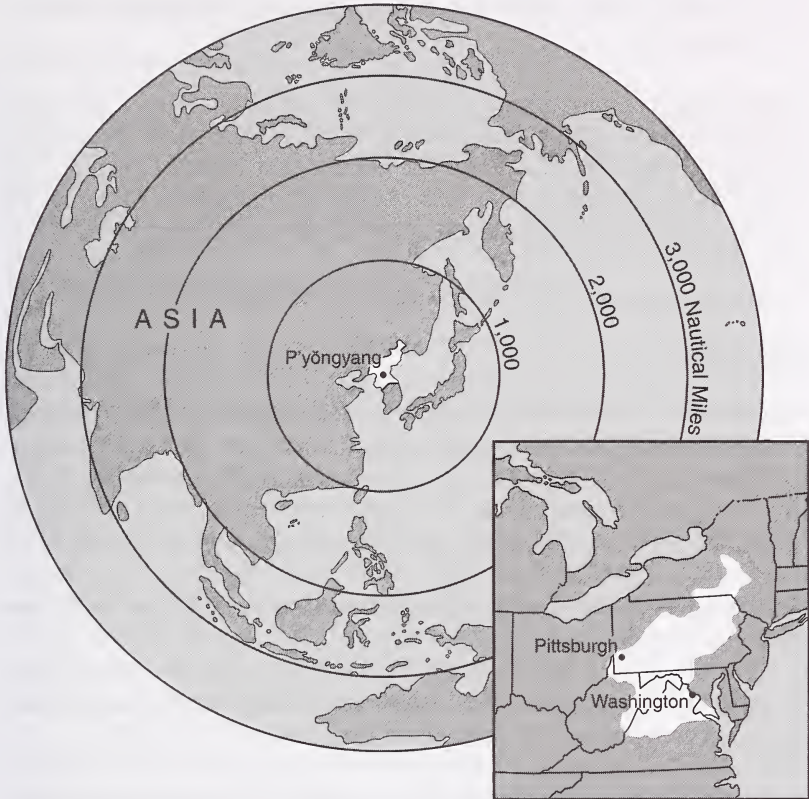 3,000 Nautical Miles
2,000
ASIA
1,000
P'yŏngyang
Pittsburgh
Washington